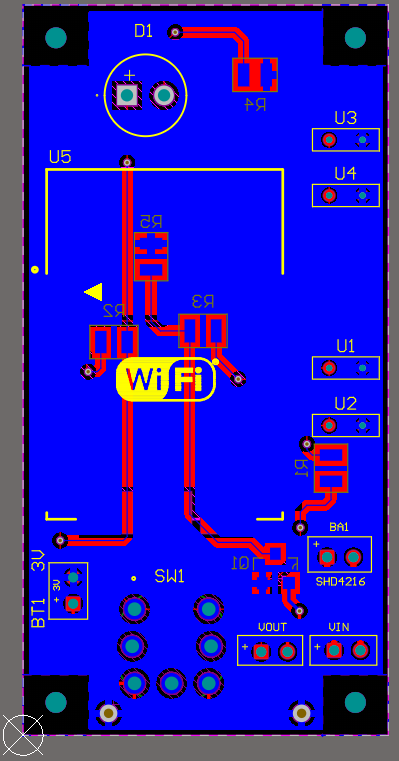 D1
+
R4
U3
U5
U4
R5
R2
R3
WiFi
U1
U2
R1
BA1
+
SHD4216
3V
Q1
SW1
3V
+
BT1
VOUT
VIN
+
+